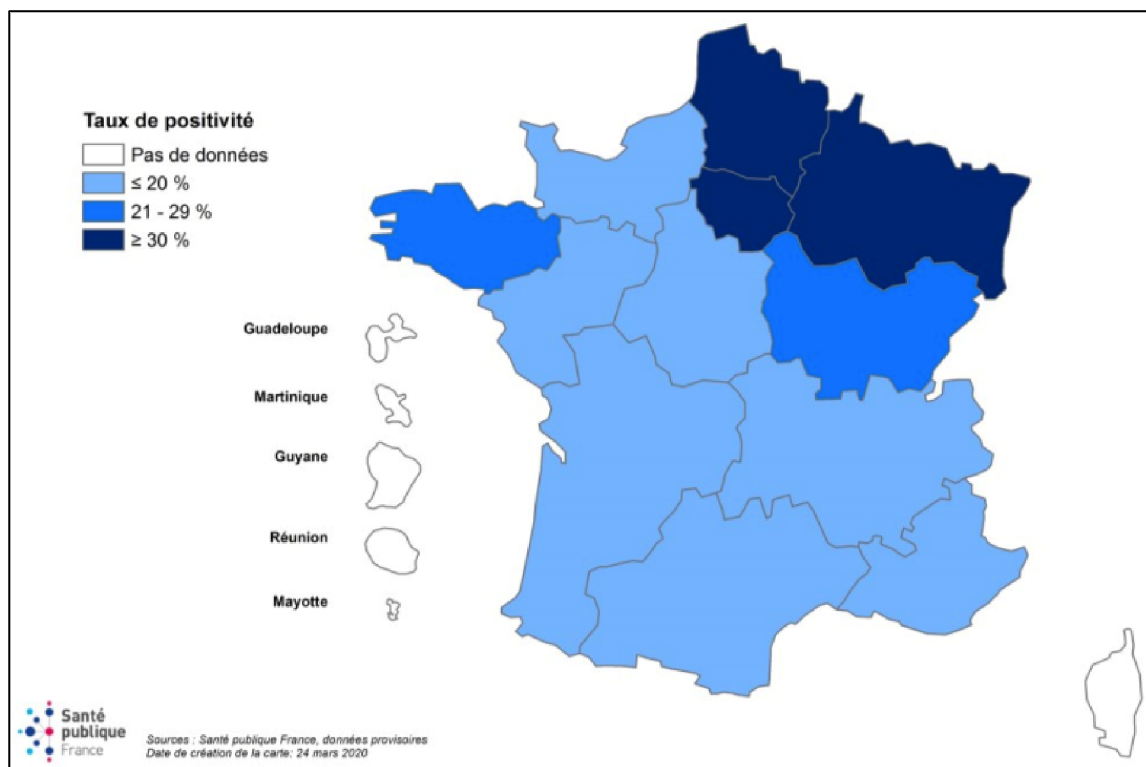 Taux de positivité
Pas de données
≤ 20 %
21 - 29 %
≥ 30 %
Guadeloupe
Martinique
Guyane
Réunion
Mayotte
Santé
publique
France
Sources : Santé publique France, données provisoires
Date de création de la carte: 24 mars 2020